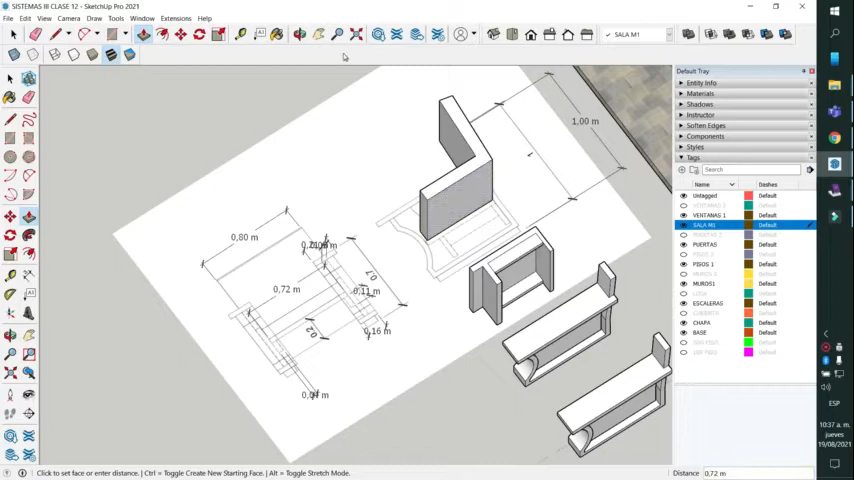 SISTEMAS III CLASE 12 - SketchUp Pro 2021
File Edit View Camera Draw Tools Window Extensions Help
SALA M1
Default Tray
Entity Info
Materials
Shadows
Instructor
Soft Edges
Components
Styles
Tags
Search
Name Dashes
Untagged Default
VENTANAS 1 Default
SALA M1 Default
PUERTAS Default
PISOS 1 Default
MUROS1 Default
ESCALERAS Default
CHAPA Default
BASE Default
1,00 m
0,80 m
0,72 m
0,11 m
0,16 m
ESP
10:37 a. m.
jueves
19/08/2021
Click to set face or enter distance. | Ctrl = Toggle Create New Starting Face. | Alt = Toggle Stretch Mode.
Distance 0,72 m